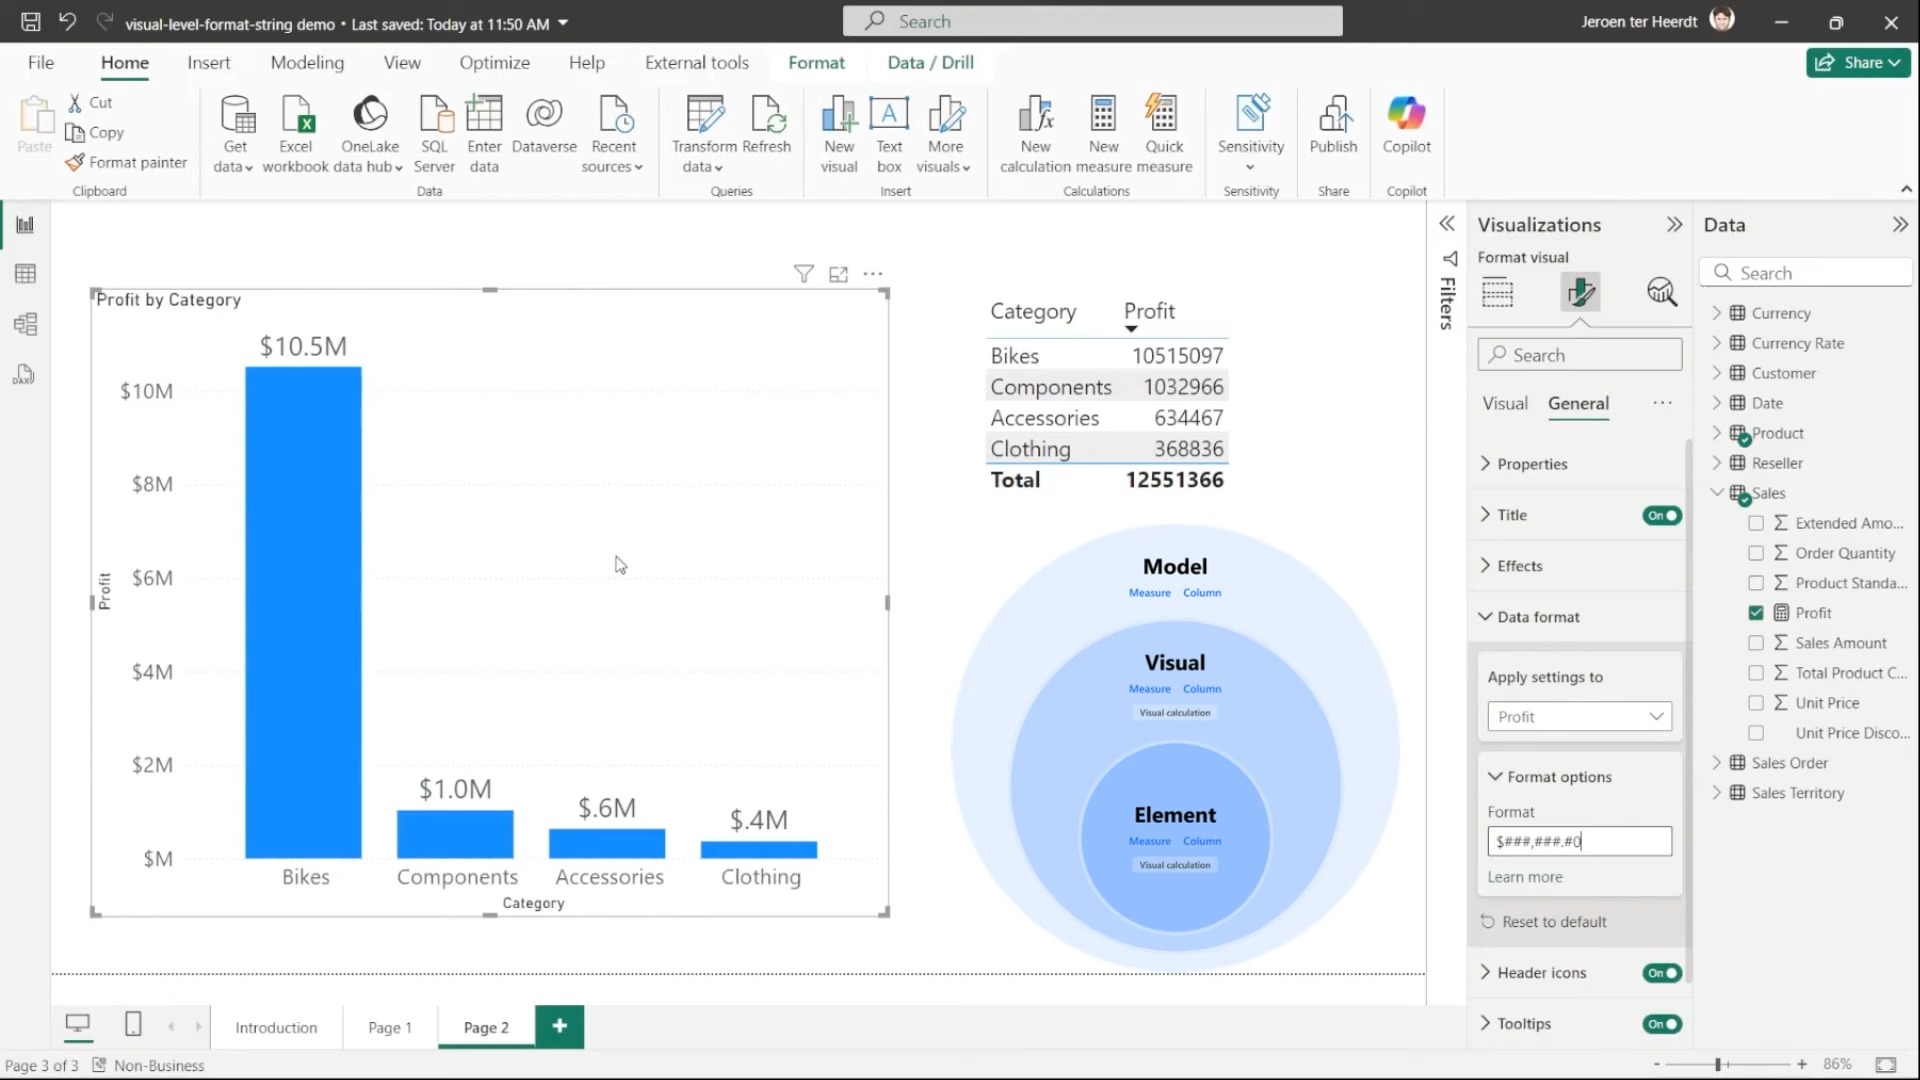 visual-level-format-string demo • Last saved: Today at 11:50 AM
Search
Jeroen ter Heerdt
File
Home
Insert
Modeling
View
Optimize
Help
External tools
Format
Data / Drill
Share
Paste
Cut
Copy
Format painter
Clipboard
Get data
Excel workbook
OneLake data hub
SQL Server
Enter data
Dataverse
Recent sources
Data
Transform data
Refresh
Queries
New visual
Text box
More visuals
Insert
New calculation
New measure
Quick measure
Calculations
Sensitivity
Sensitivity
Publish
Share
Copilot
Copilot
Profit by Category
$10.5M
$10M
$8M
$6M
$4M
$2M
$M
Profit
$1.0M
$.6M
$.4M
Bikes
Components
Accessories
Clothing
Category
Category Profit
Bikes 10515097
Components 1032966
Accessories 634467
Clothing 368836
Total 12551366
Model
Measure Column
Visual
Measure Column
Visual calculation
Element
Measure Column
Visual calculation
Filters
Visualizations
Format visual
Search
Visual
General
Properties
Title
On
Effects
Data format
Apply settings to
Profit
Format options
Format
$###,###.#0
Learn more
Reset to default
Header icons
On
Tooltips
On
Data
Search
Currency
Currency Rate
Customer
Date
Product
Reseller
Sales
Extended Amo...
Order Quantity
Product Standa...
Profit
Sales Amount
Total Product C...
Unit Price
Unit Price Disco...
Sales Order
Sales Territory
DAX
Introduction
Page 1
Page 2
Page 3 of 3
Non-Business
86%